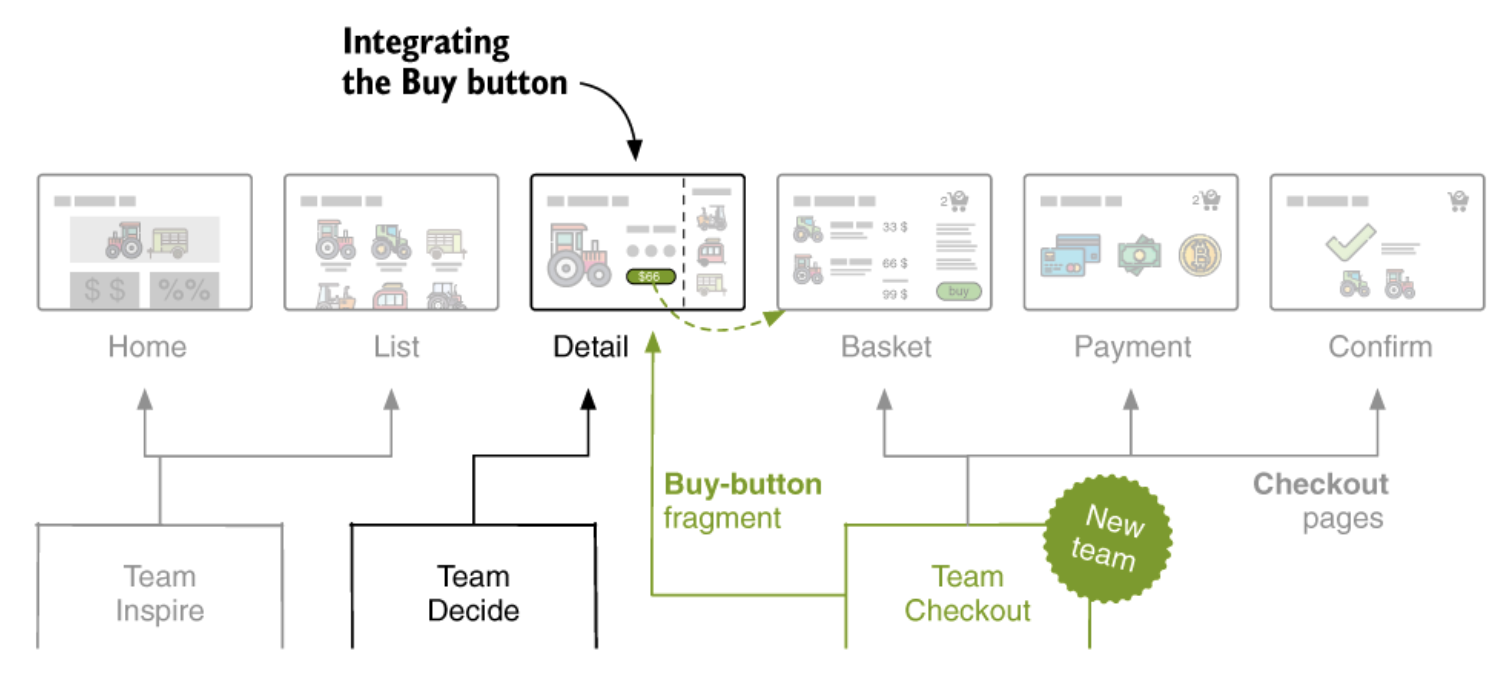 Integrating
the Buy button
$ $
%%
$66
2
33 $
66 $
99 $
buy
2
B
Home
List
Detail
Basket
Payment
Confirm
Buy-button
fragment
Checkout
pages
New
team
Team
Inspire
Team
Decide
Team
Checkout